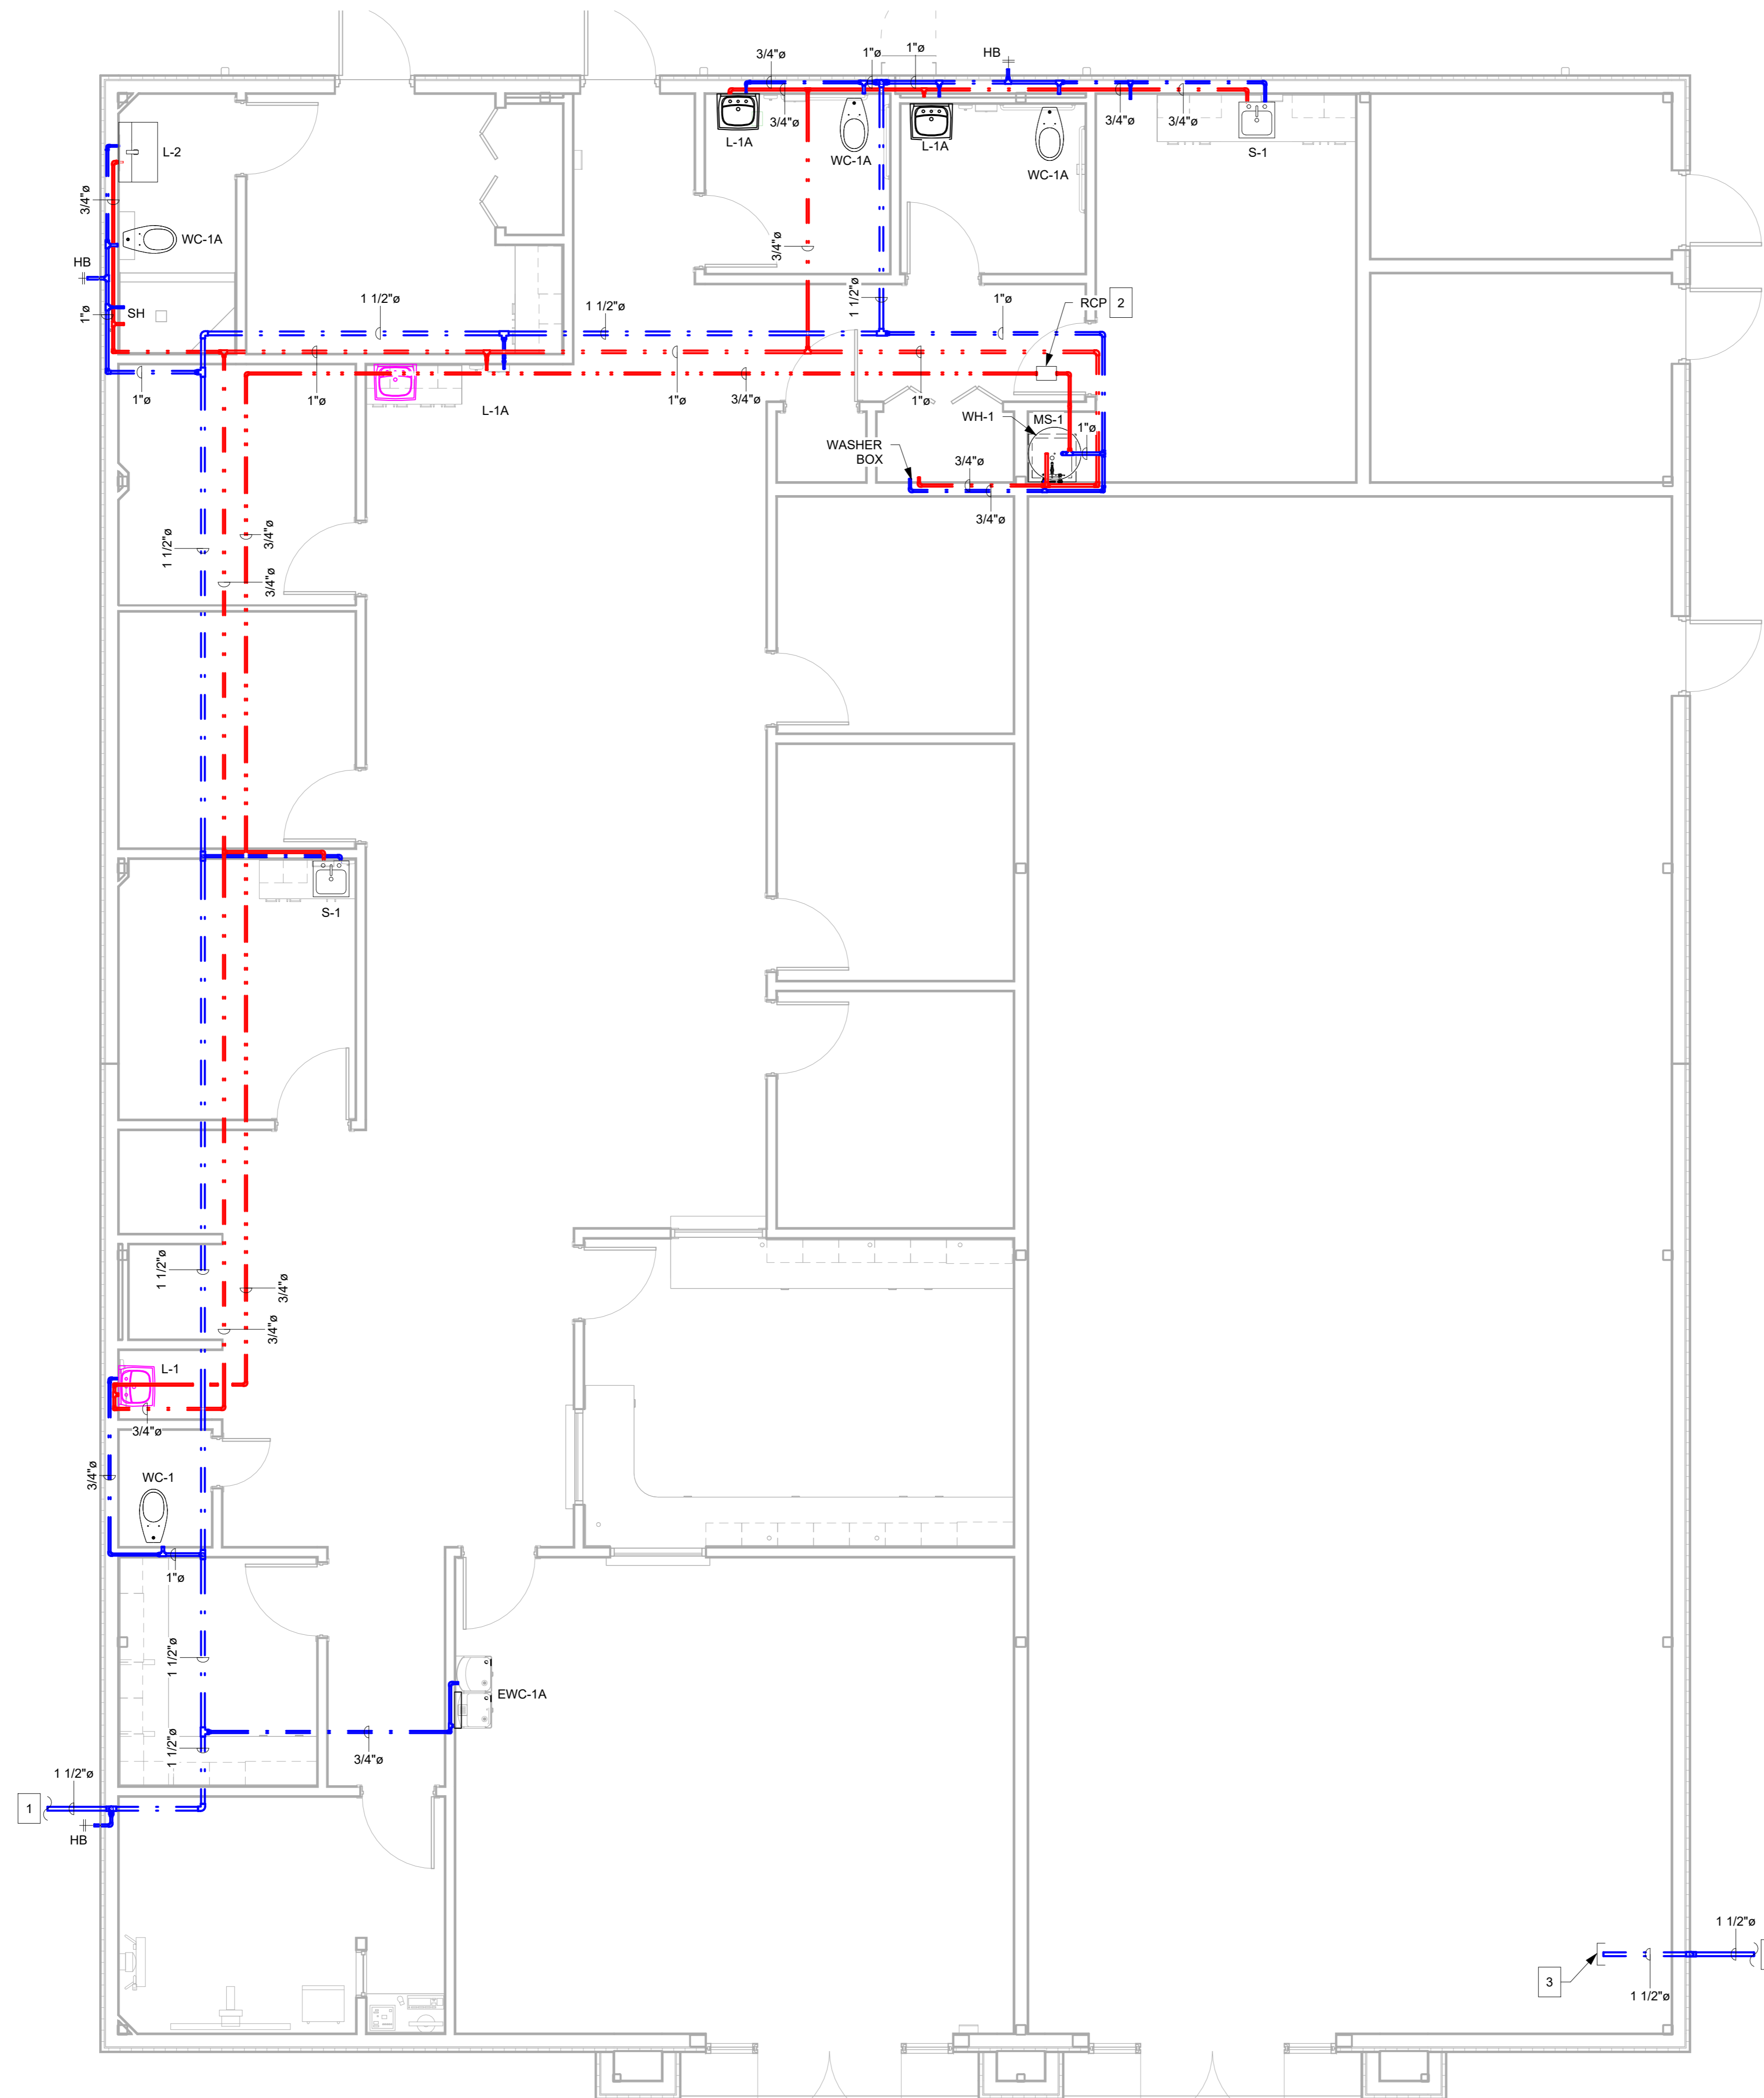 3/4"ø
1"ø
1"ø
HB
3/4"ø
3/4"ø
3/4"ø
L-1A
WC-1A
L-1A
WC-1A
S-1
L-2
3/4"ø
WC-1A
HB
3/4"ø
SH
1"ø
1 1/2"ø
1 1/2"ø
1 1/2"ø
1"ø
RCP
2
1"ø
1"ø
1"ø
3/4"ø
1"ø
L-1A
WH-1
MS-1
1"ø
WASHER
BOX
3/4"ø
3/4"ø
1 1/2"ø
3/4"ø
3/4"ø
S-1
1 1/2"ø
3/4"ø
3/4"ø
L-1
3/4"ø
3/4"ø
WC-1
1"ø
1 1/2"ø
EWC-1A
1 1/2"ø
3/4"ø
1 1/2"ø
1
HB
1 1/2"ø
3
1 1/2"ø